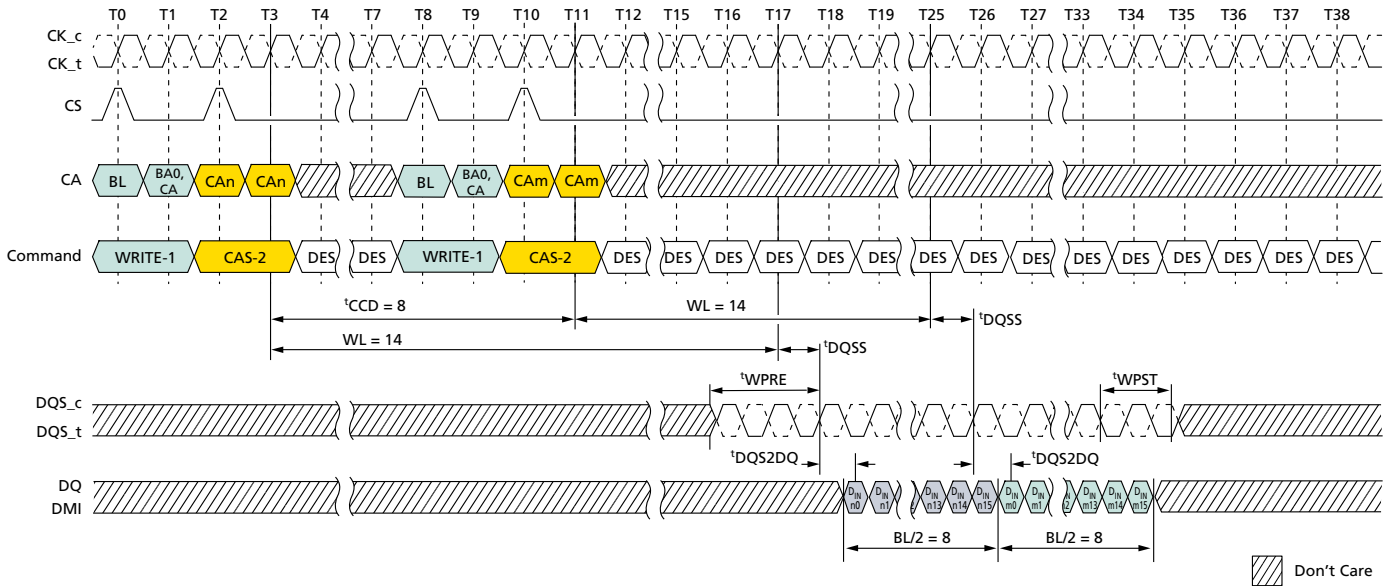 T0 T1 T2 T3 T4 T7 T8 T9 T10 T11 T12 T15 T16 T17 T18 T19 T25 T26 T27 T33 T34 T35 T36 T37 T38
CK_c
CK_t
CS
CA BL BA0, CA CAn CAn BL BA0, CA CAm CAm
Command WRITE-1 CAS-2 DES DES WRITE-1 CAS-2 DES DES DES DES DES DES DES DES DES DES DES DES DES DES DES
tCCD = 8 WL = 14 tDQSS
WL = 14 tDQSS
tWPRE tWPST
DQS_c
DQS_t
tDQS2DQ tDQS2DQ
DQ
DMI
DIN n0 DIN n1 DIN n13 DIN n14 DIN n15 DIN m0 DIN m1 DIN m13 DIN m14 DIN m15
BL/2 = 8 BL/2 = 8
Don't Care